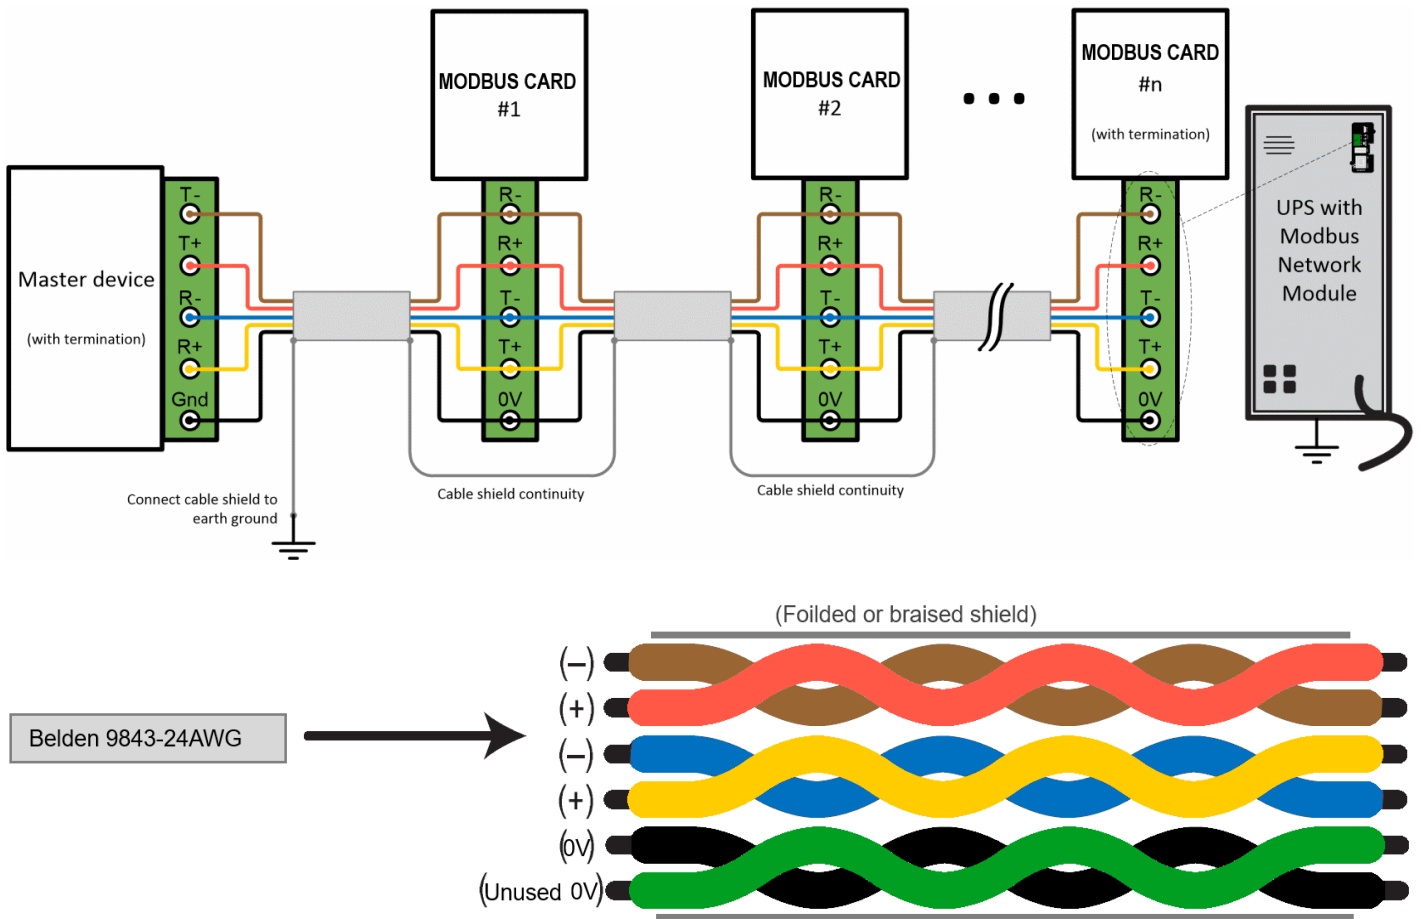 MODBUS CARD
#1
MODBUS CARD
#2
MODBUS CARD
#n
(with termination)
Master device
(with termination)
T-
T+
R-
R+
Gnd
R-
R+
T-
T+
0V
R-
R+
T-
T+
0V
R-
R+
T-
T+
0V
UPS with
Modbus
Network
Module
Connect cable shield to
earth ground
Cable shield continuity
Cable shield continuity
(Foilded or braised shield)
Belden 9843-24AWG
(−)
(+)
(−)
(+)
(0V)
(Unused 0V)